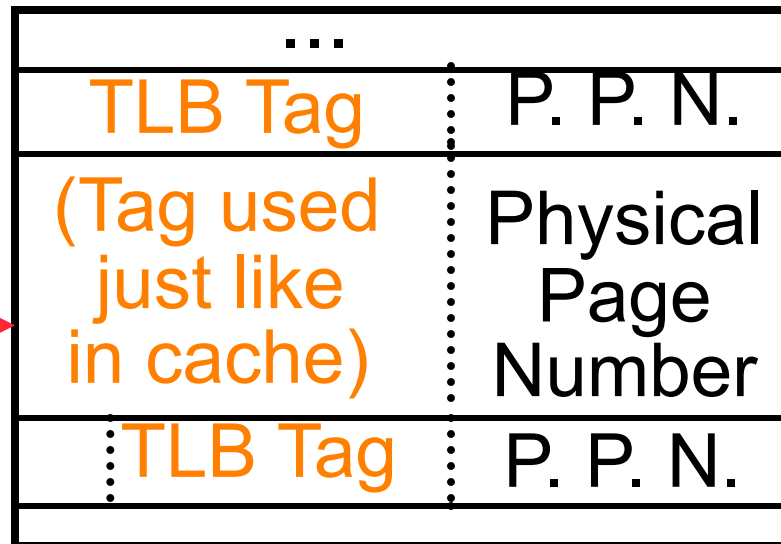 ...
TLB Tag P. P. N.
(Tag used
just like
in cache)
Physical
Page
Number
TLB Tag P. P. N.